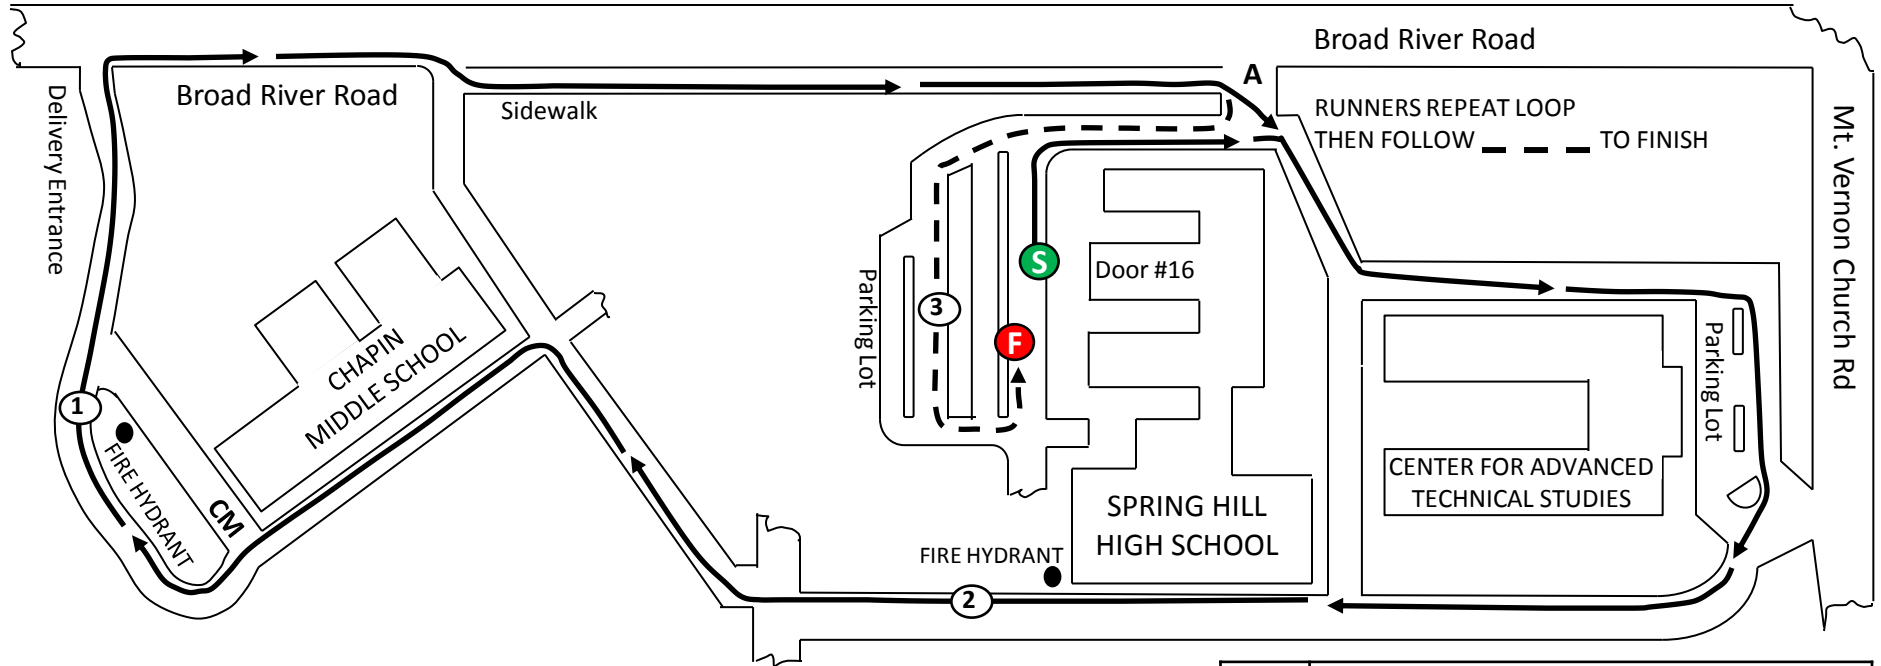 Broad River Road
A
Broad River Road
Delivery Entrance
Sidewalk
RUNNERS REPEAT LOOP
THEN FOLLOW _ _ _ TO FINISH
Mt. Vernon Church Rd
S
Door #16
Parking Lot
3
F
CHAPIN
MIDDLE SCHOOL
Parking Lot
1
FIRE HYDRANT
CM
CENTER FOR ADVANCED
TECHNICAL STUDIES
SPRING HILL
HIGH SCHOOL
FIRE HYDRANT
2